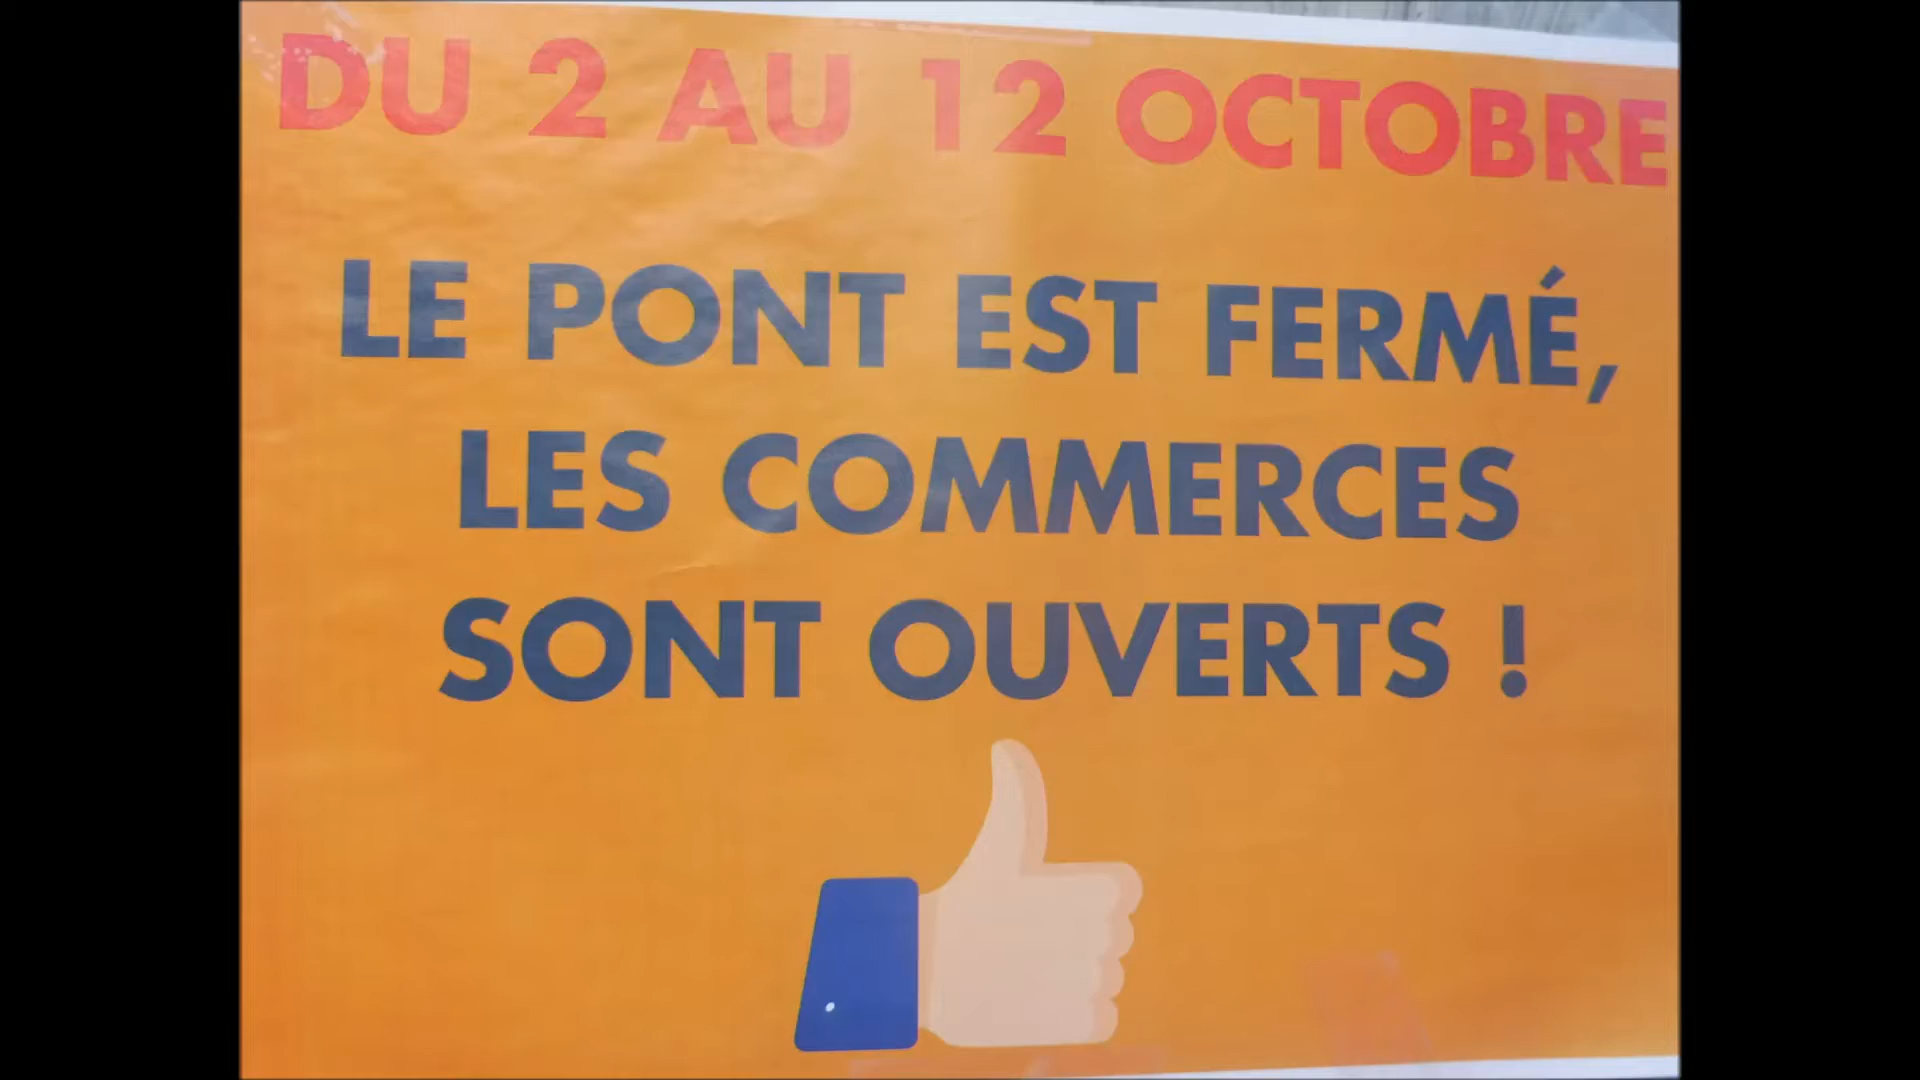 DU 2 AU 12 OCTOBRE
LE PONT EST FERMÉ,
LES COMMERCES
SONT OUVERTS !